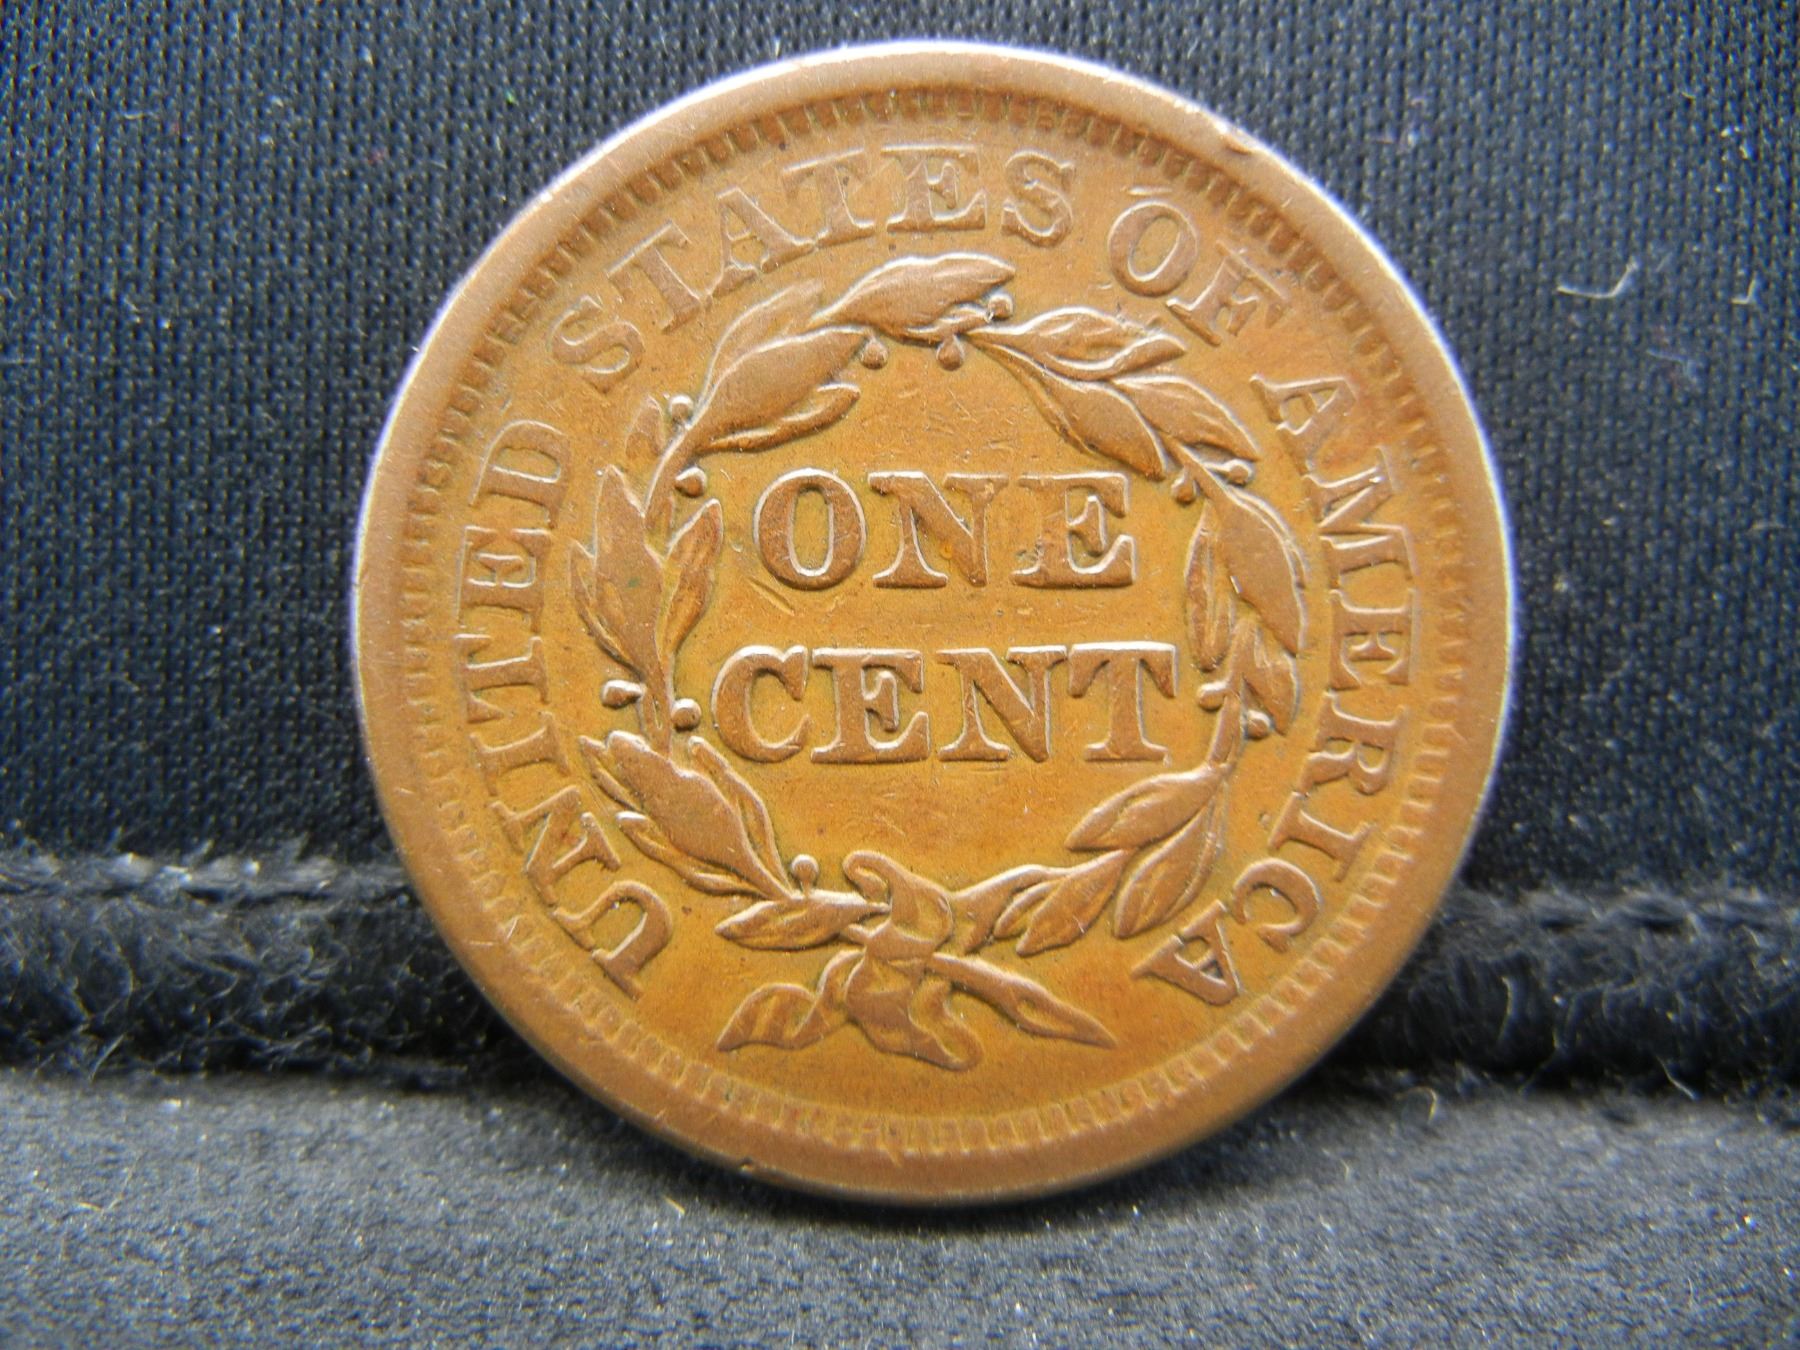 UNITED STATES OF AMERICA
ONE
CENT